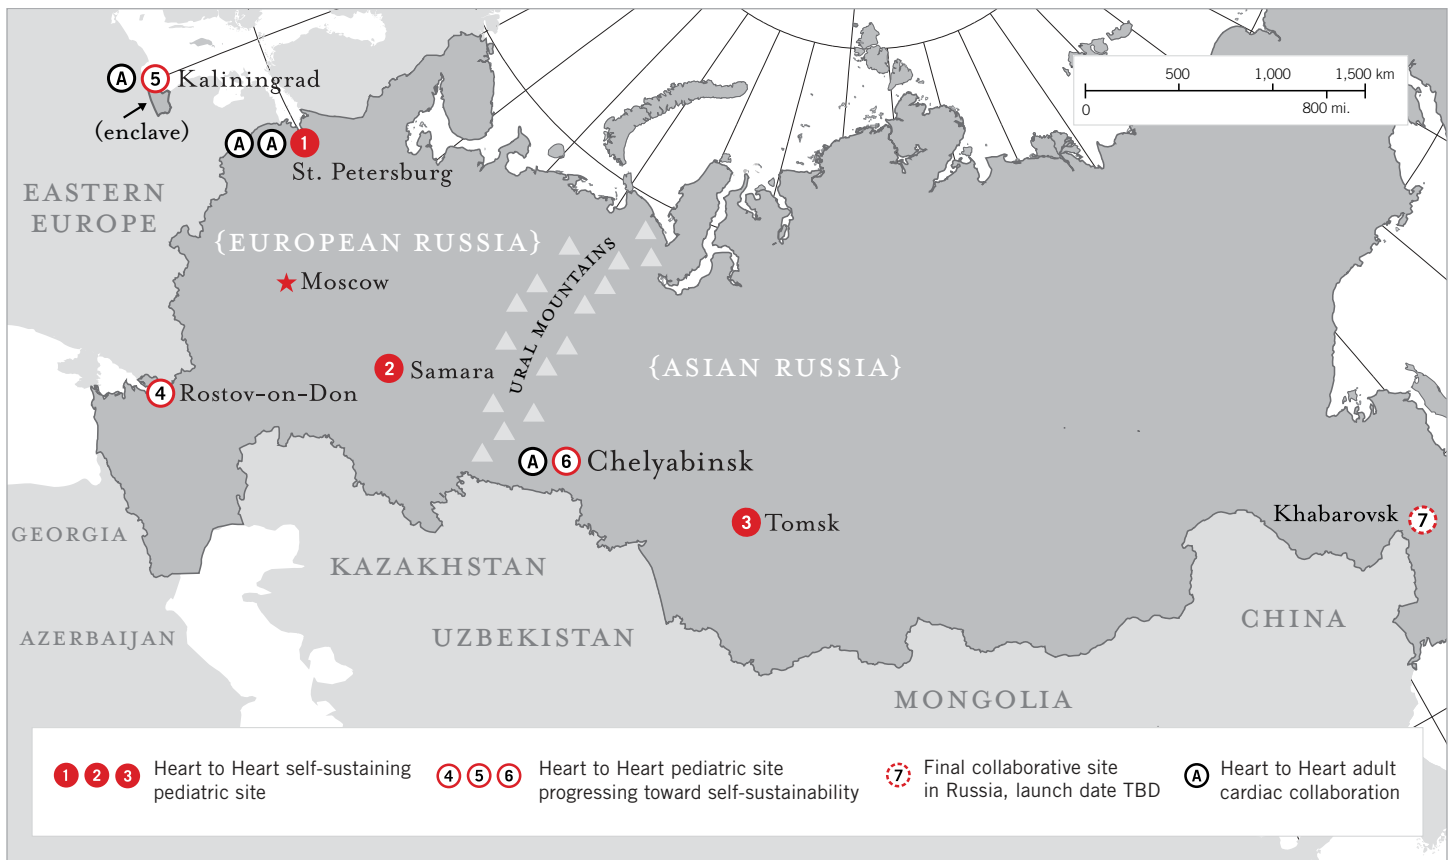 500
1,000
1,500 km
0
800 mi.
A
5
Kaliningrad
(enclave)
A
A
1
St. Petersburg
EASTERN
EUROPE
{EUROPEAN RUSSIA}
Moscow
URAL MOUNTAINS
{ASIAN RUSSIA}
2
Samara
4
Rostov-on-Don
A
6
Chelyabinsk
3
Tomsk
Khabarovsk
7
GEORGIA
KAZAKHSTAN
AZERBAIJAN
UZBEKISTAN
CHINA
MONGOLIA
1 2 3
Heart to Heart self-sustaining
pediatric site
4 5 6
Heart to Heart pediatric site
progressing toward self-sustainability
7
Final collaborative site
in Russia, launch date TBD
A
Heart to Heart adult
cardiac collaboration